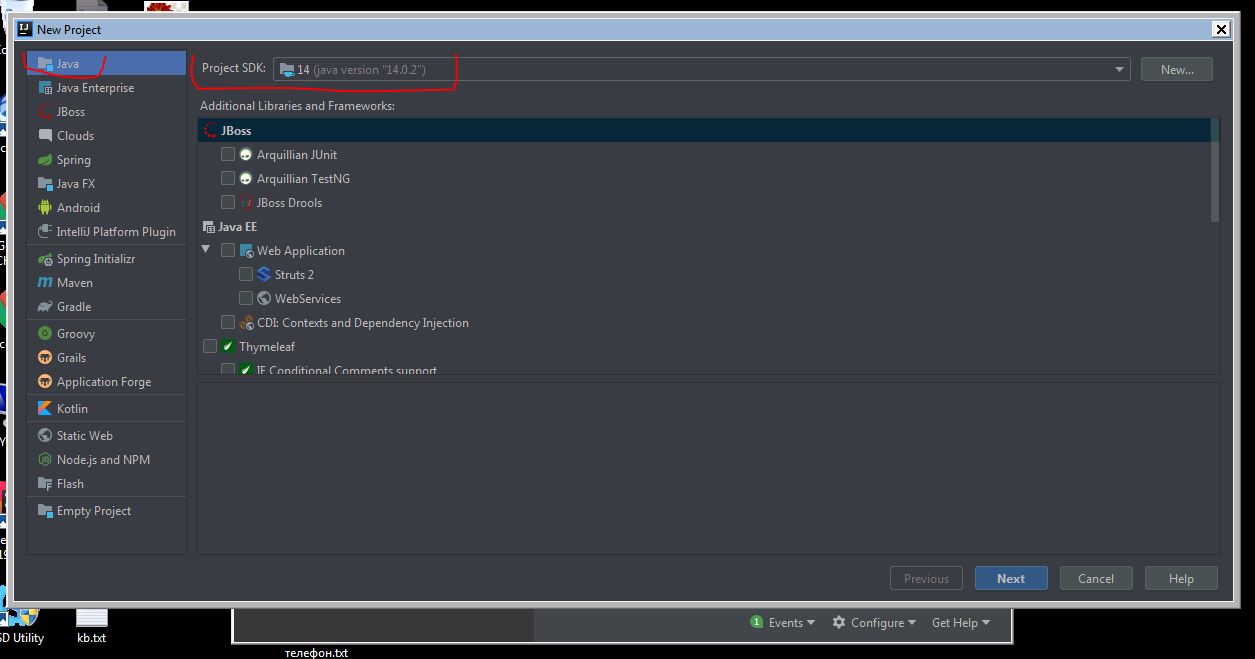 New Project
Java
Java Enterprise
JBoss
Clouds
Spring
Java FX
Android
IntelliJ Platform Plugin
Spring Initializr
Maven
Gradle
Groovy
Grails
Application Forge
Kotlin
Static Web
Node.js and NPM
Flash
Empty Project
Project SDK: 14 (java version "14.0.2") New...
Additional Libraries and Frameworks:
JBoss
Arquillian JUnit
Arquillian TestNG
JBoss Drools
Java EE
Web Application
Struts 2
WebServices
CDI: Contexts and Dependency Injection
Thymeleaf
IE Conditional Comments support
Previous Next Cancel Help
1 Events Configure Get Help
SD Utility kb.txt
телефон.txt